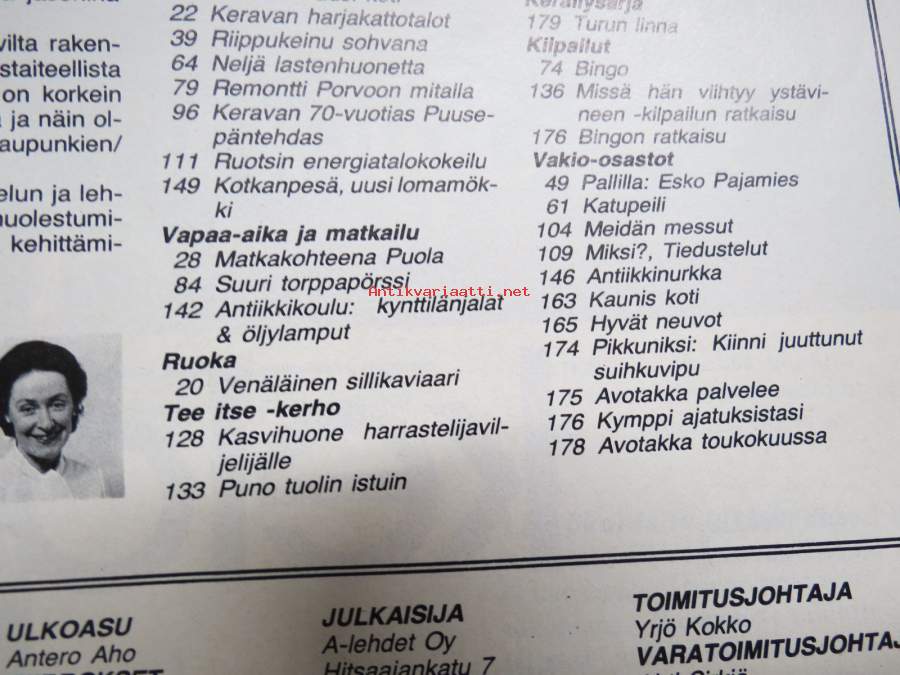 vilta raken-
staiteellista
on korkein
ja näin ol-
aupunkien/
elun ja leh-
huolestumi-
kehittämi-
22 Keravan harjakattotalot
39 Riippukeinu sohvana
64 Neljä lastenhuonetta
79 Remontti Porvoon mitalla
96 Keravan 70-vuotias Puuse-
päntehdas
111 Ruotsin energiatalokokeilu
149 Kotkanpesä, uusi lomamök-
ki
Vapaa-aika ja matkailu
28 Matkakohteena Puola
84 Suuri torppapörssi
142 Antiikkikoulu: kynttilänjalat
& öljylamput
Ruoka
20 Venäläinen sillikaviaari
Tee itse -kerho
128 Kasvihuone harrastelijavil-
jelijälle
133 Puno tuolin istuin
Keräilysarja
179 Turun linna
Kilpailut
74 Bingo
136 Missä hän viihtyy ystävi-
neen -kilpailun ratkaisu
176 Bingon ratkaisu
Vakio-osastot
49 Pallilla: Esko Pajamies
61 Katupeili
104 Meidän messut
109 Miksi?, Tiedustelut
146 Antiikkinurkka
163 Kaunis koti
165 Hyvät neuvot
174 Pikkuniksi: Kiinni juuttunut
suihkuvipu
175 Avotakka palvelee
176 Kymppi ajatuksistasi
178 Avotakka toukokuussa
Antikvariaatti.net
ULKOASU
Antero Aho
JULKAISIJA
A-lehdet Oy
Hitsaajankatu 7
TOIMITUSJOHTAJA
Yrjö Kokko
VARATOIMITUSJOHTAJ